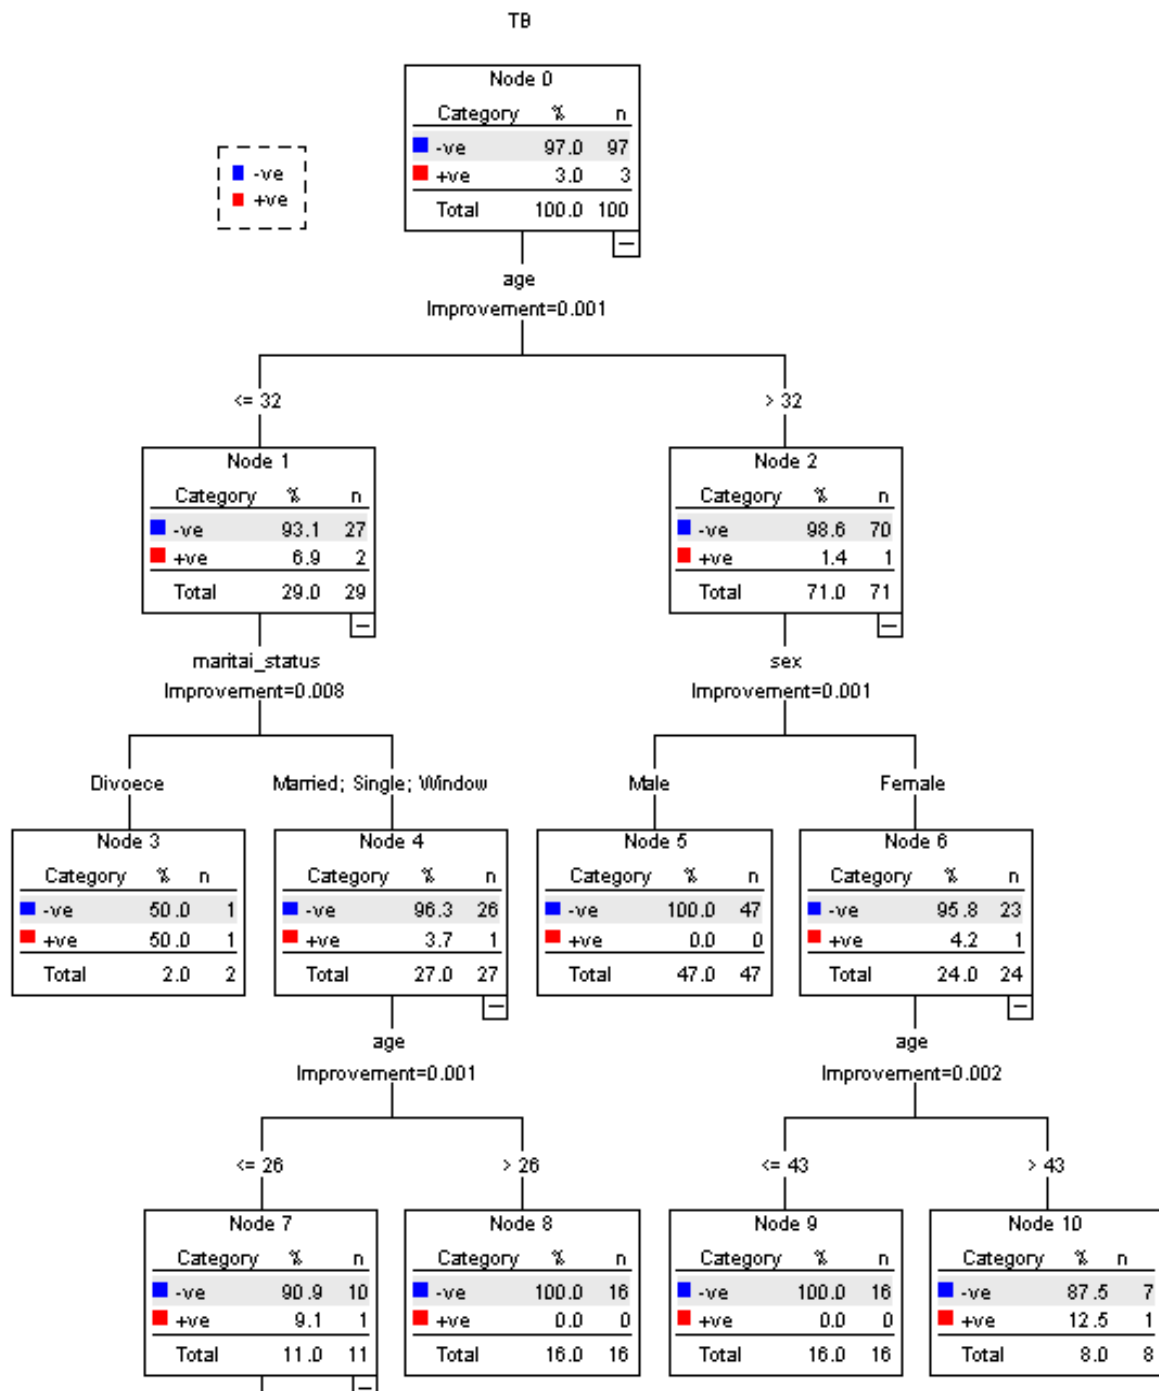 TB
Node 0
Category % n
-ve 97.0 97
+ve 3.0 3
Total 100.0 100
-ve
+ve
age
Improvement=0.001
<= 32
> 32
Node 1
Category % n
-ve 93.1 27
+ve 6.9 2
Total 29.0 29
Node 2
Category % n
-ve 98.6 70
+ve 1.4 1
Total 71.0 71
maritai_status
Improvement=0.008
sex
Improvement=0.001
Divoece
Married; Single; Window
Male
Female
Node 3
Category % n
-ve 50.0 1
+ve 50.0 1
Total 2.0 2
Node 4
Category % n
-ve 96.3 26
+ve 3.7 1
Total 27.0 27
Node 5
Category % n
-ve 100.0 47
+ve 0.0 0
Total 47.0 47
Node 6
Category % n
-ve 95.8 23
+ve 4.2 1
Total 24.0 24
age
Improvement=0.001
age
Improvement=0.002
<= 26
> 26
<= 43
> 43
Node 7
Category % n
-ve 90.9 10
+ve 9.1 1
Total 11.0 11
Node 8
Category % n
-ve 100.0 16
+ve 0.0 0
Total 16.0 16
Node 9
Category % n
-ve 100.0 16
+ve 0.0 0
Total 16.0 16
Node 10
Category % n
-ve 87.5 7
+ve 12.5 1
Total 8.0 8